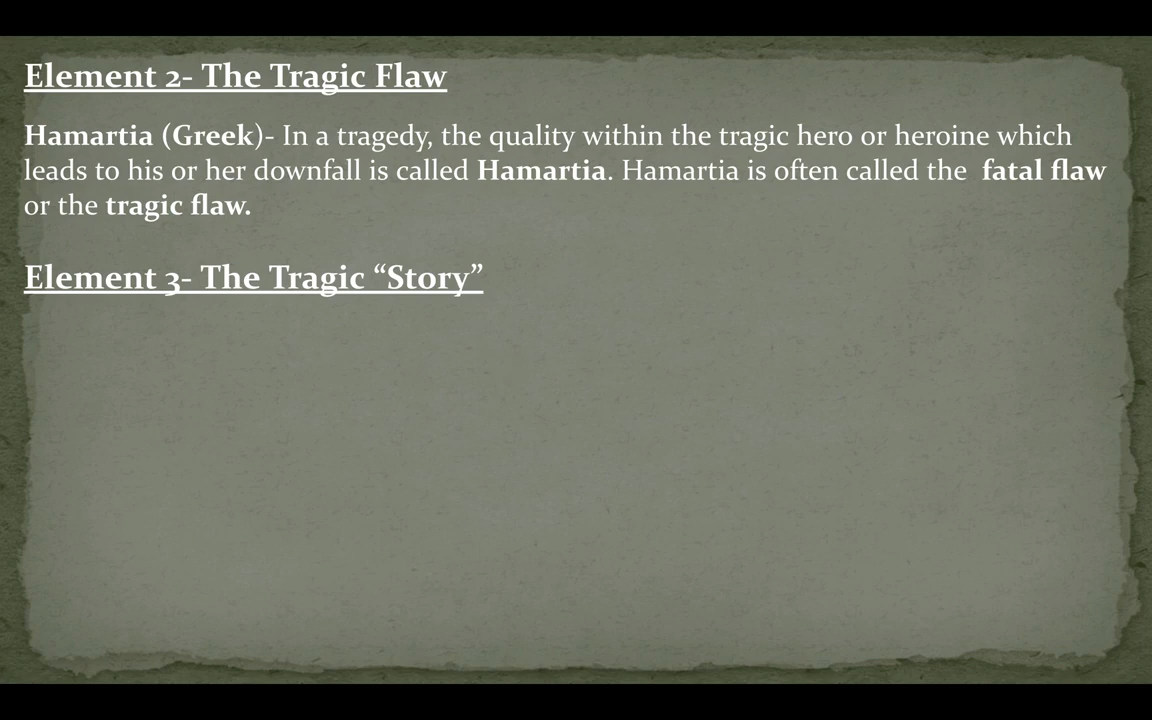 Element 2- The Tragic Flaw
Hamartia (Greek)- In a tragedy, the quality within the tragic hero or heroine which
leads to his or her downfall is called Hamartia. Hamartia is often called the  fatal flaw
or the tragic flaw.
Element 3- The Tragic “Story”